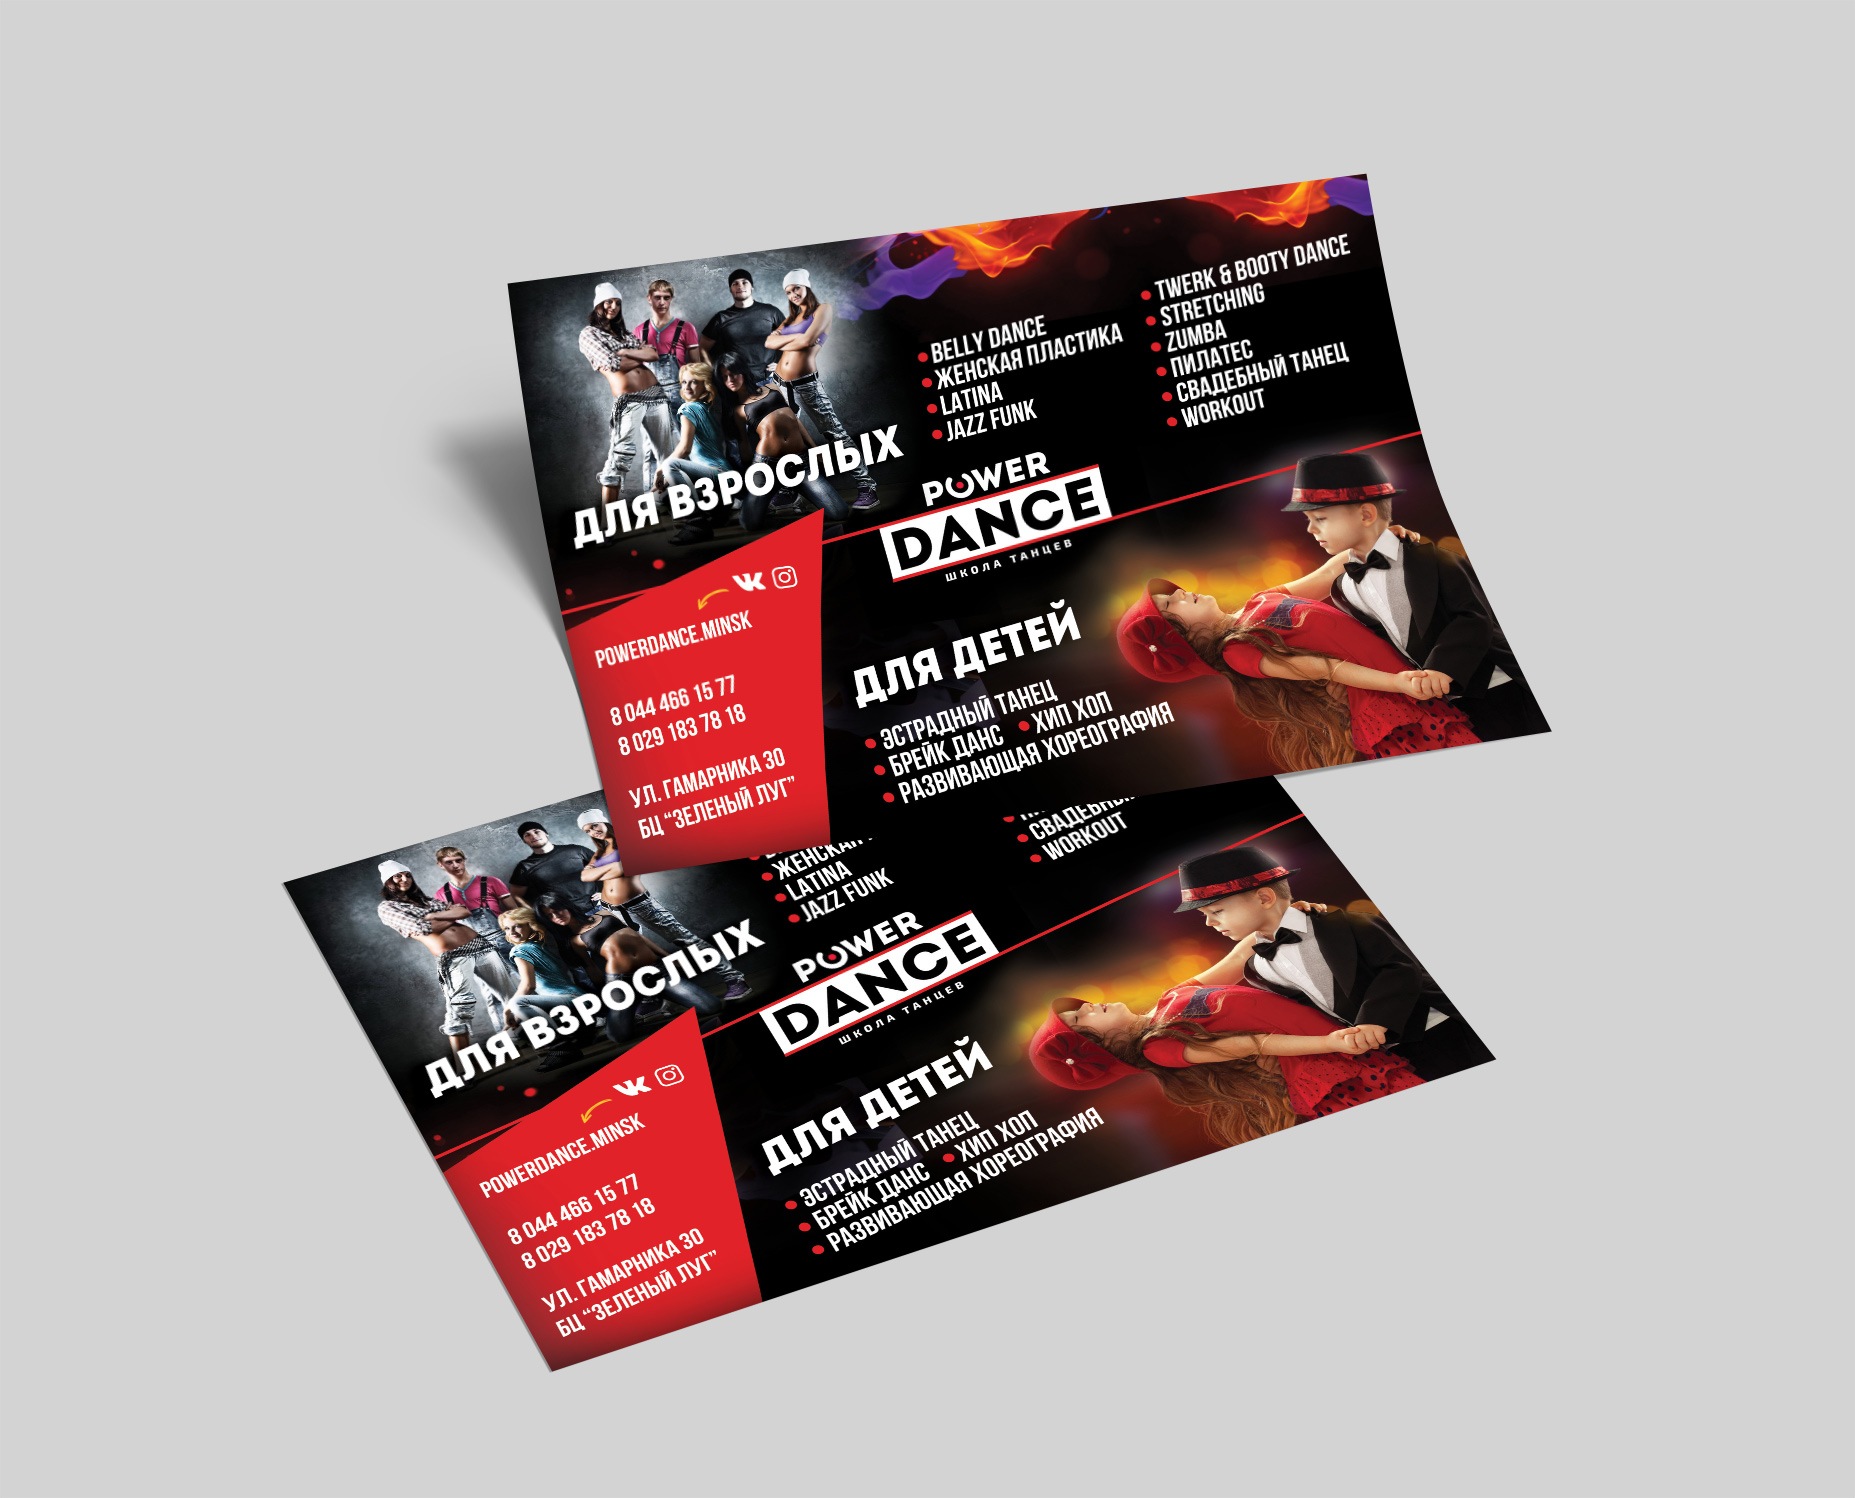 BELLY DANCE
ЖЕНСКАЯ ПЛАСТИКА
LATINA
JAZZ FUNK
TWERK & BOOTY DANCE
STRETCHING
ZUMBA
ПИЛАТЕС
СВАДЕБНЫЙ ТАНЕЦ
WORKOUT
ДЛЯ ВЗРОСЛЫХ
POWER
DANCE
ШКОЛА ТАНЦЕВ
POWERDANCE.MINSK
8 044 466 15 77
8 029 183 78 18
УЛ. ГАМАРНИКА 30
БЦ “ЗЕЛЕНЫЙ ЛУГ”
ДЛЯ ДЕТЕЙ
ЭСТРАДНЫЙ ТАНЕЦ
БРЕЙК ДАНС ХИП ХОП
РАЗВИВАЮЩАЯ ХОРЕОГРАФИЯ
ЖЕНСКАЯ
LATINA
JAZZ FUNK
СВАДЕБНЫЙ
WORKOUT
ДЛЯ ВЗРОСЛЫХ
POWER
DANCE
ШКОЛА ТАНЦЕВ
POWERDANCE.MINSK
8 044 466 15 77
8 029 183 78 18
УЛ. ГАМАРНИКА 30
БЦ “ЗЕЛЕНЫЙ ЛУГ”
ДЛЯ ДЕТЕЙ
ЭСТРАДНЫЙ ТАНЕЦ
БРЕЙК ДАНС ХИП ХОП
РАЗВИВАЮЩАЯ ХОРЕОГРАФИЯ